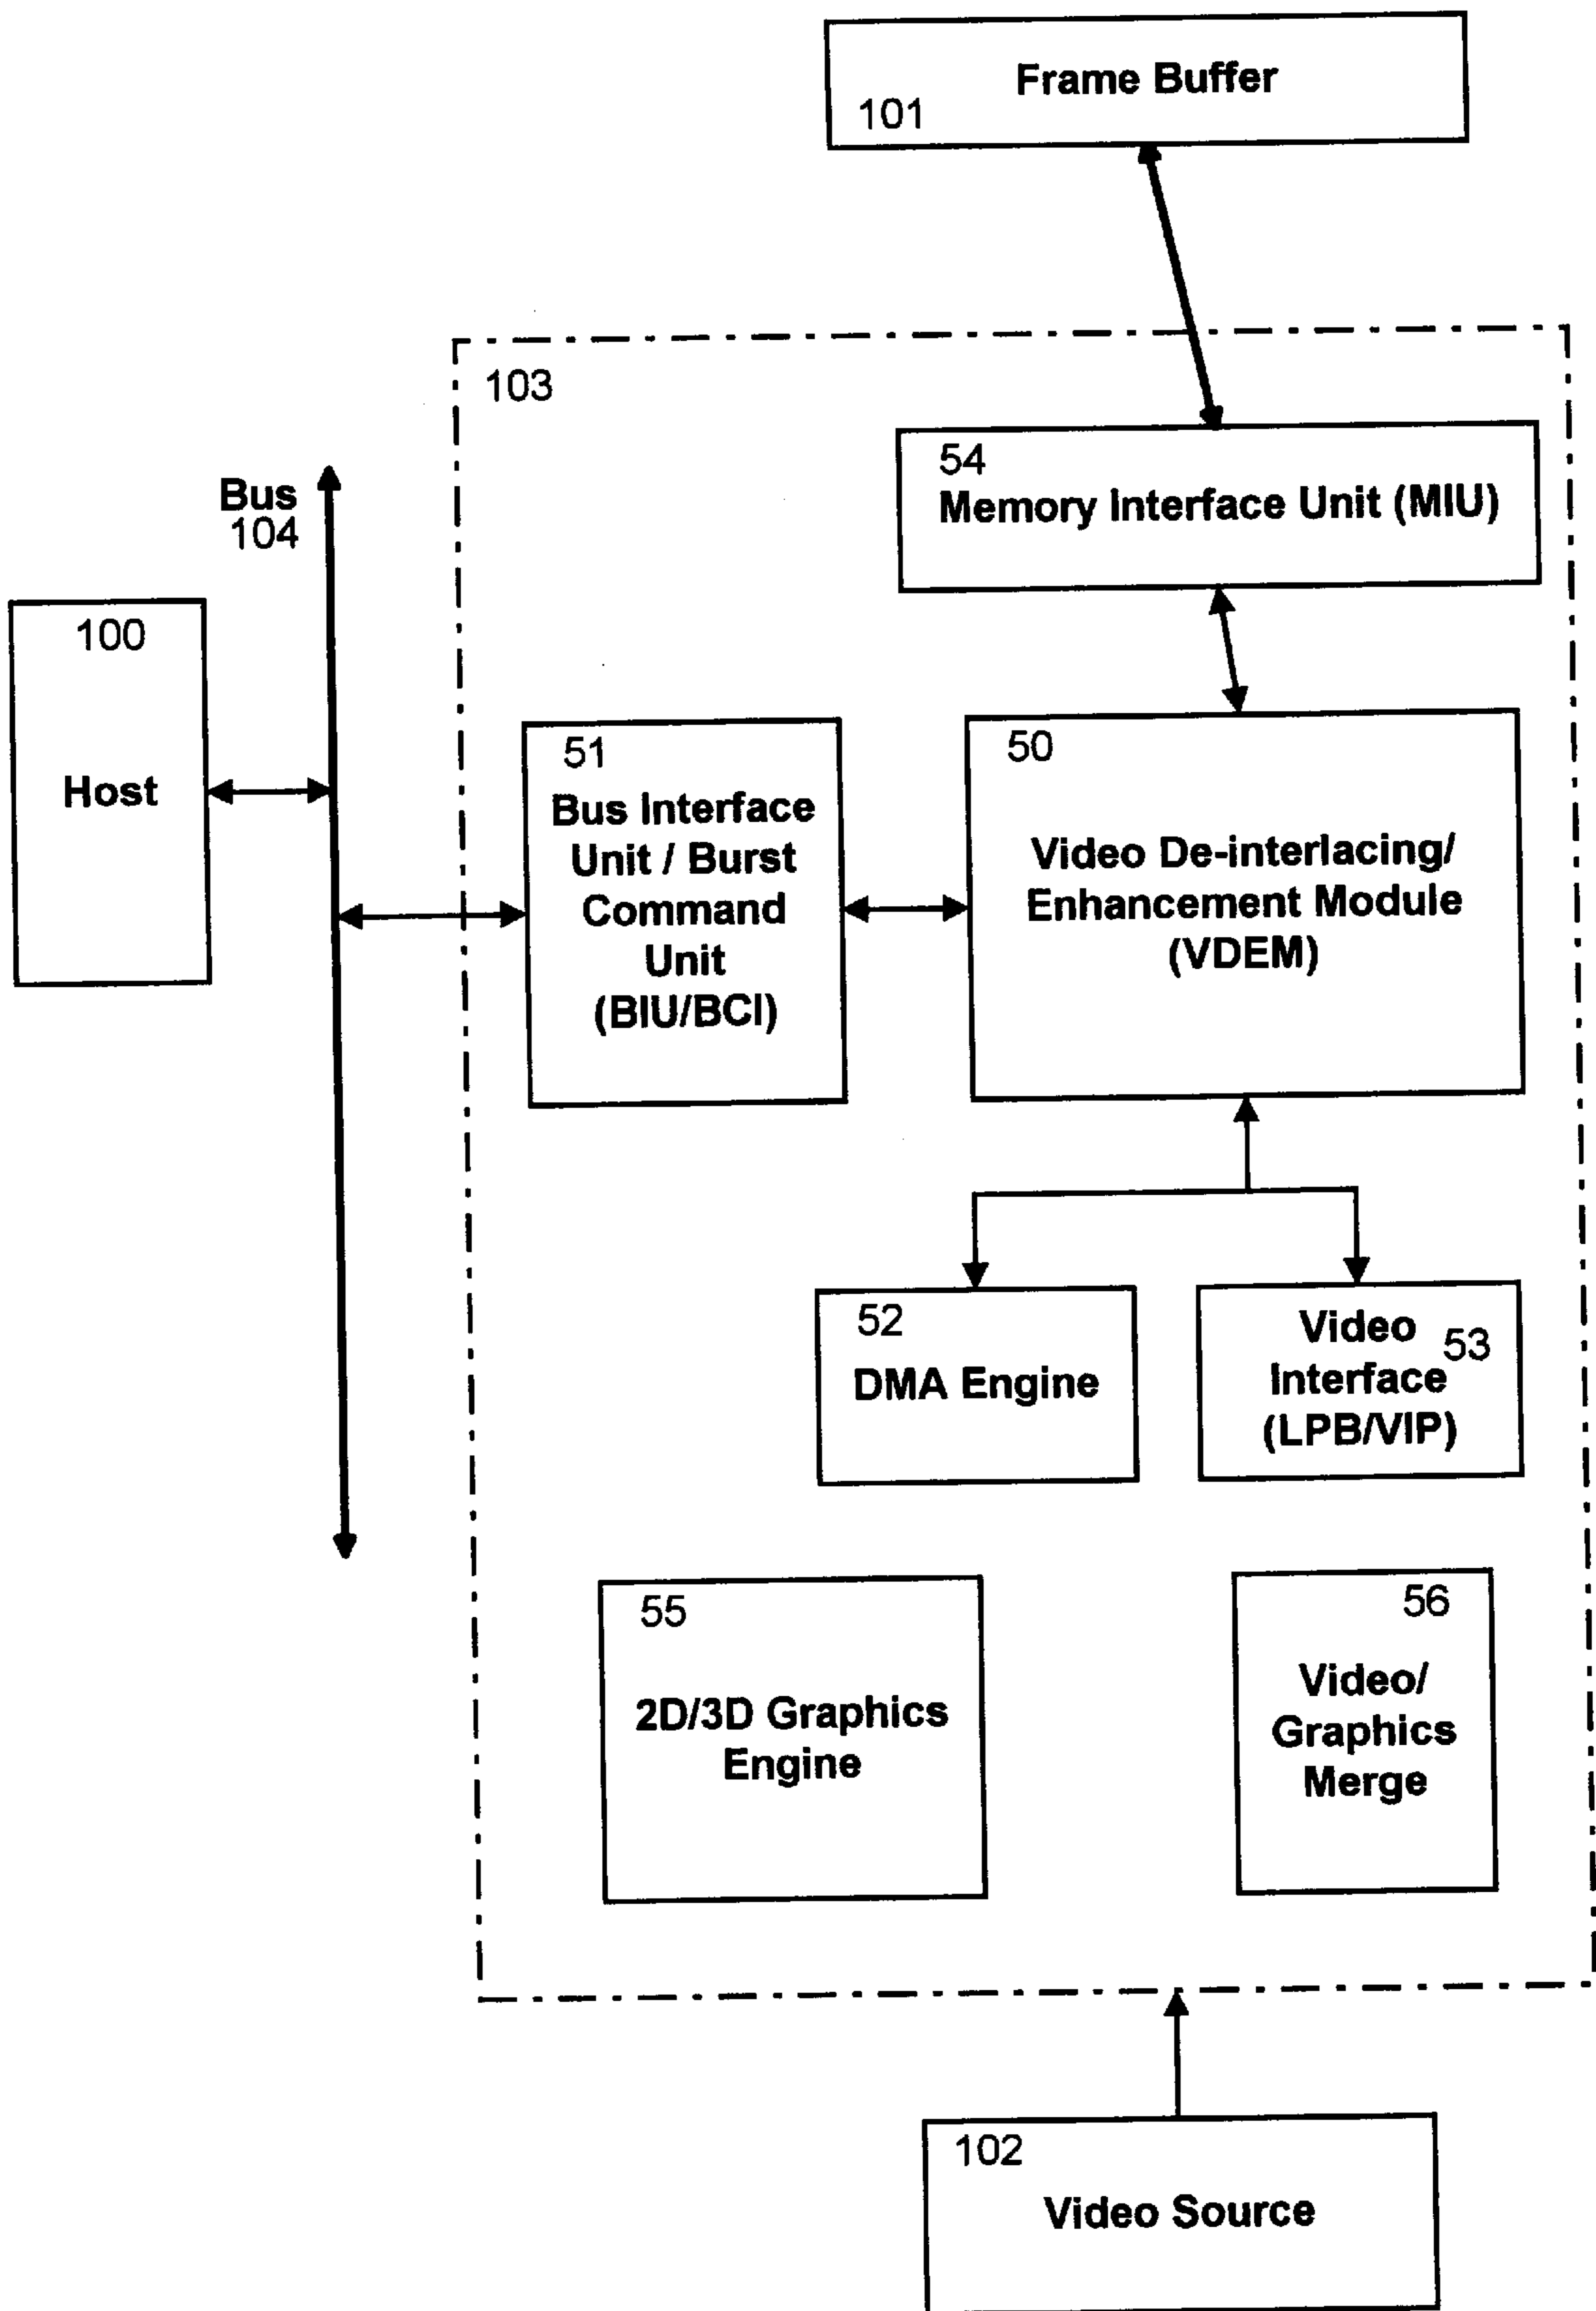 Frame Buffer
101
103
54
Memory Interface Unit (MIU)
Bus
104
100
Host
51
Bus Interface
Unit / Burst
Command
Unit
(BIU/BCI)
50
Video De-interlacing/
Enhancement Module
(VDEM)
52
DMA Engine
Video
53
Interface
(LPB/VIP)
55
2D/3D Graphics
Engine
56
Video/
Graphics
Merge
102
Video Source